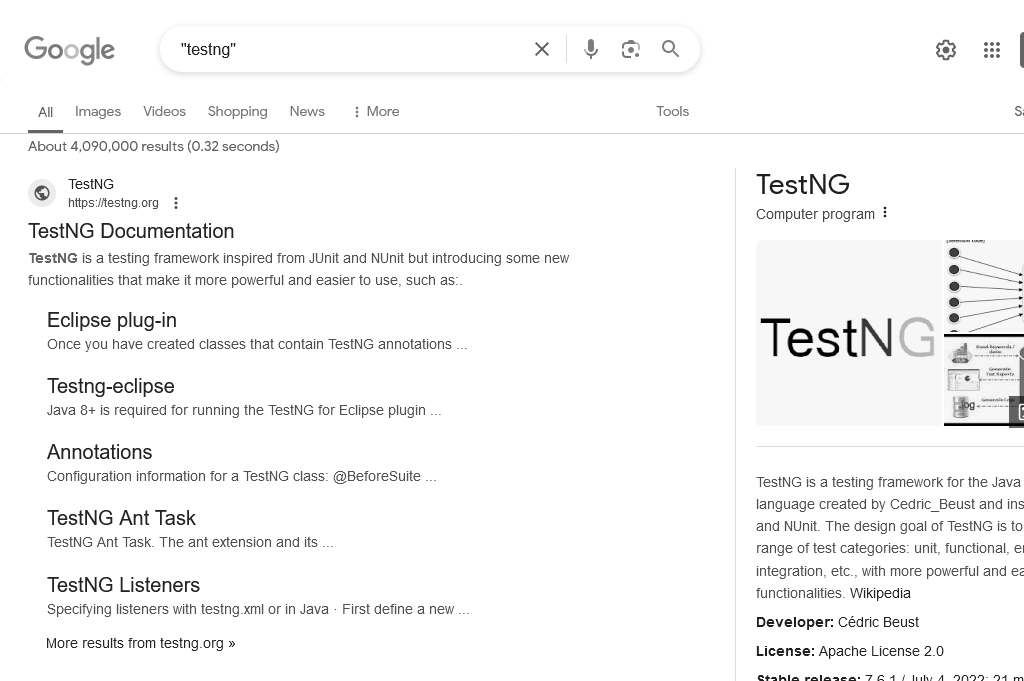 Google
"testng"
All Images Videos Shopping News More Tools
About 4,090,000 results (0.32 seconds)
TestNG
https://testng.org
TestNG Documentation
TestNG is a testing framework inspired from JUnit and NUnit but introducing some new
functionalities that make it more powerful and easier to use, such as:.
Eclipse plug-in
Once you have created classes that contain TestNG annotations ...
Testng-eclipse
Java 8+ is required for running the TestNG for Eclipse plugin ...
Annotations
Configuration information for a TestNG class: @BeforeSuite ...
TestNG Ant Task
TestNG Ant Task. The ant extension and its ...
TestNG Listeners
Specifying listeners with testng.xml or in Java · First define a new ...
More results from testng.org »
TestNG
Computer program
TestNG
TestNG is a testing framework for the Java
language created by Cedric_Beust and ins
and NUnit. The design goal of TestNG is to
range of test categories: unit, functional, e
integration, etc., with more powerful and ea
functionalities. Wikipedia
Developer: Cédric Beust
License: Apache License 2.0
Stable release: 7.6.1 / July 4, 2022; 21 m